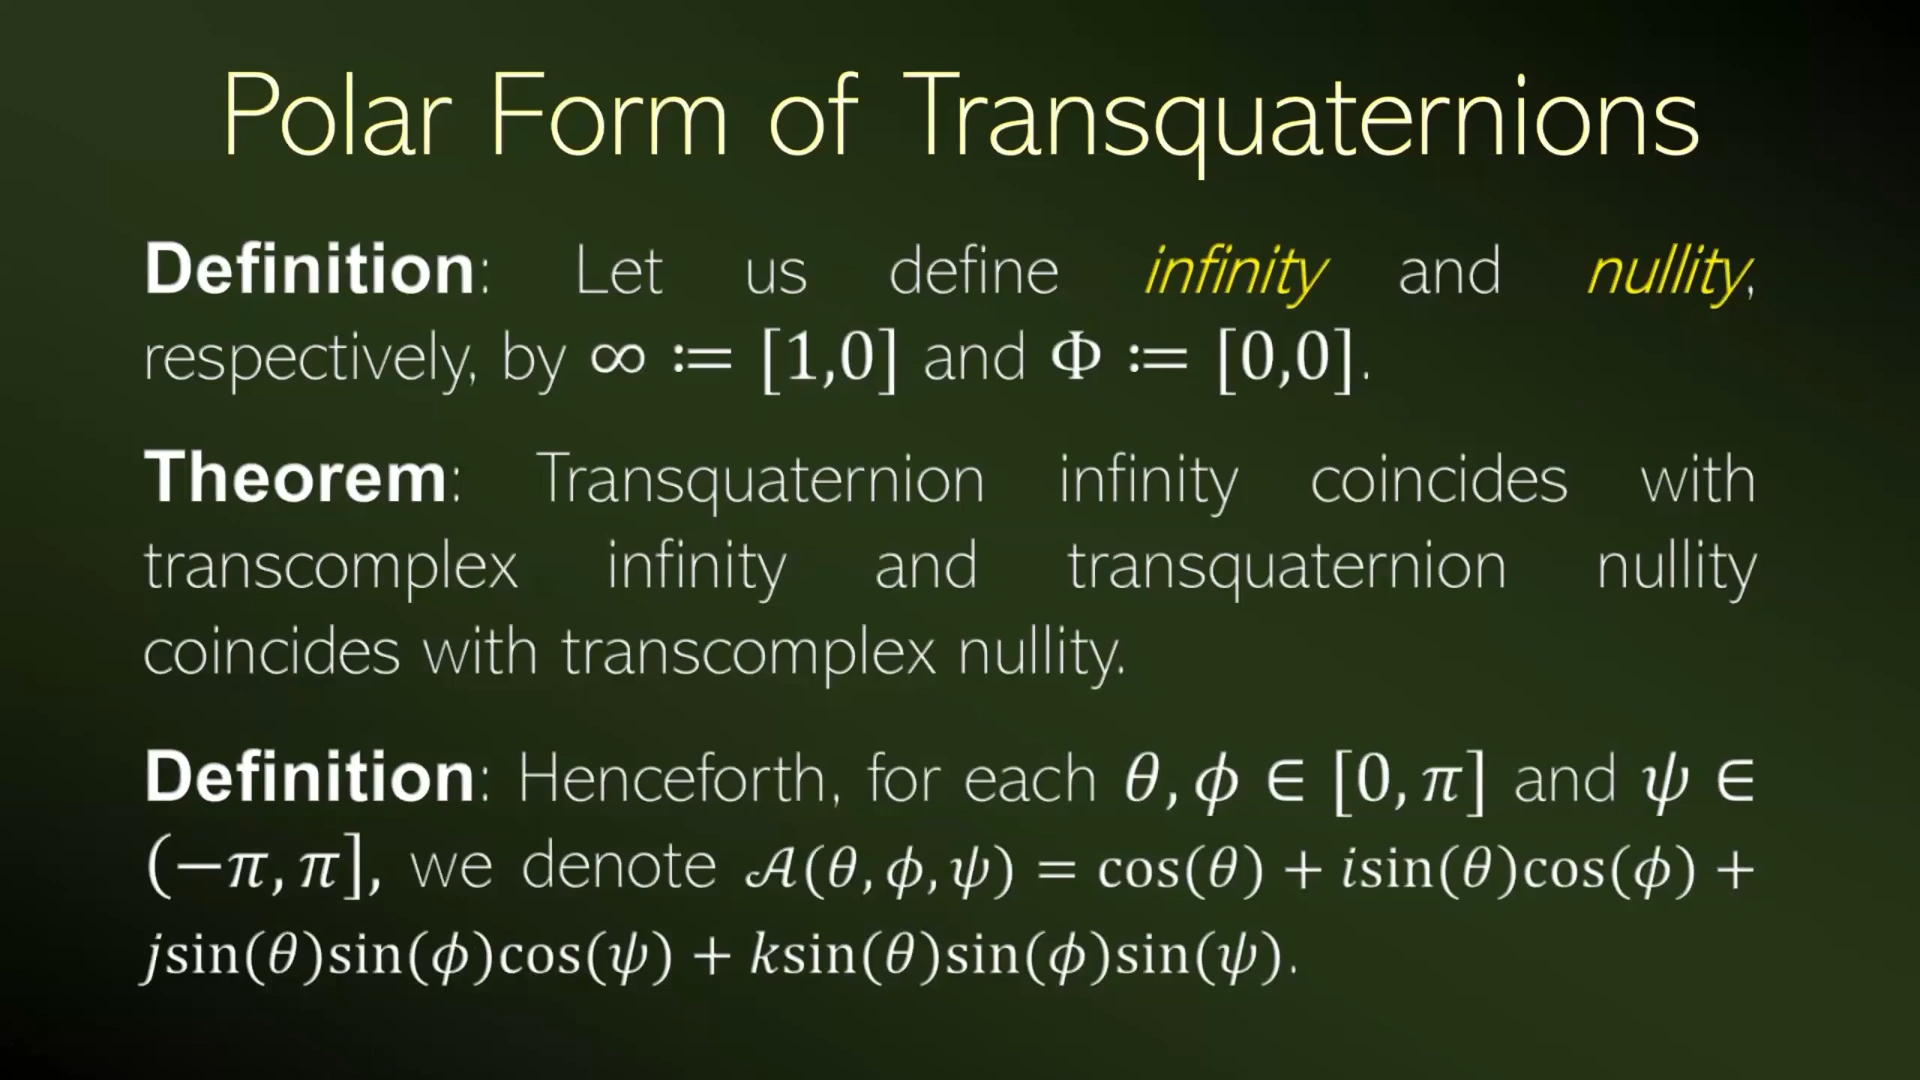 Polar Form of Transquaternions
Definition: Let us define infinity and nullity,
respectively, by ∞ ≔ [1,0] and Φ ≔ [0,0].
Theorem: Transquaternion infinity coincides with
transcomplex infinity and transquaternion nullity
coincides with transcomplex nullity.
Definition: Henceforth, for each θ, ϕ ∈ [0, π] and ψ ∈
(−π, π], we denote 𝒜(θ, ϕ, ψ) = cos(θ) + isin(θ)cos(ϕ) +
jsin(θ)sin(ϕ)cos(ψ) + ksin(θ)sin(ϕ)sin(ψ).